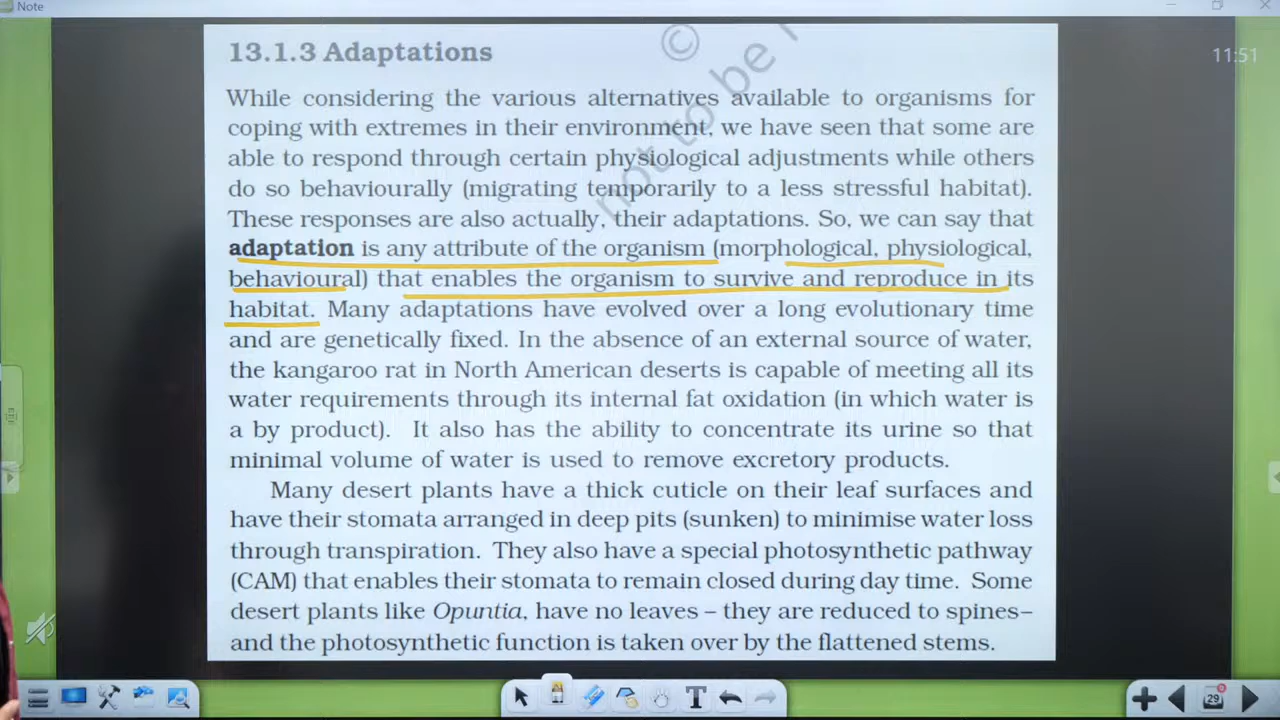 Note
11:51
©
not to be r
13.1.3 Adaptations
While considering the various alternatives available to organisms for
coping with extremes in their environment, we have seen that some are
able to respond through certain physiological adjustments while others
do so behaviourally (migrating temporarily to a less stressful habitat).
These responses are also actually, their adaptations. So, we can say that
adaptation is any attribute of the organism (morphological, physiological,
behavioural) that enables the organism to survive and reproduce in its
habitat. Many adaptations have evolved over a long evolutionary time
and are genetically fixed. In the absence of an external source of water,
the kangaroo rat in North American deserts is capable of meeting all its
water requirements through its internal fat oxidation (in which water is
a by product). It also has the ability to concentrate its urine so that
minimal volume of water is used to remove excretory products.
Many desert plants have a thick cuticle on their leaf surfaces and
have their stomata arranged in deep pits (sunken) to minimise water loss
through transpiration. They also have a special photosynthetic pathway
(CAM) that enables their stomata to remain closed during day time. Some
desert plants like Opuntia, have no leaves – they are reduced to spines–
and the photosynthetic function is taken over by the flattened stems.
T
29